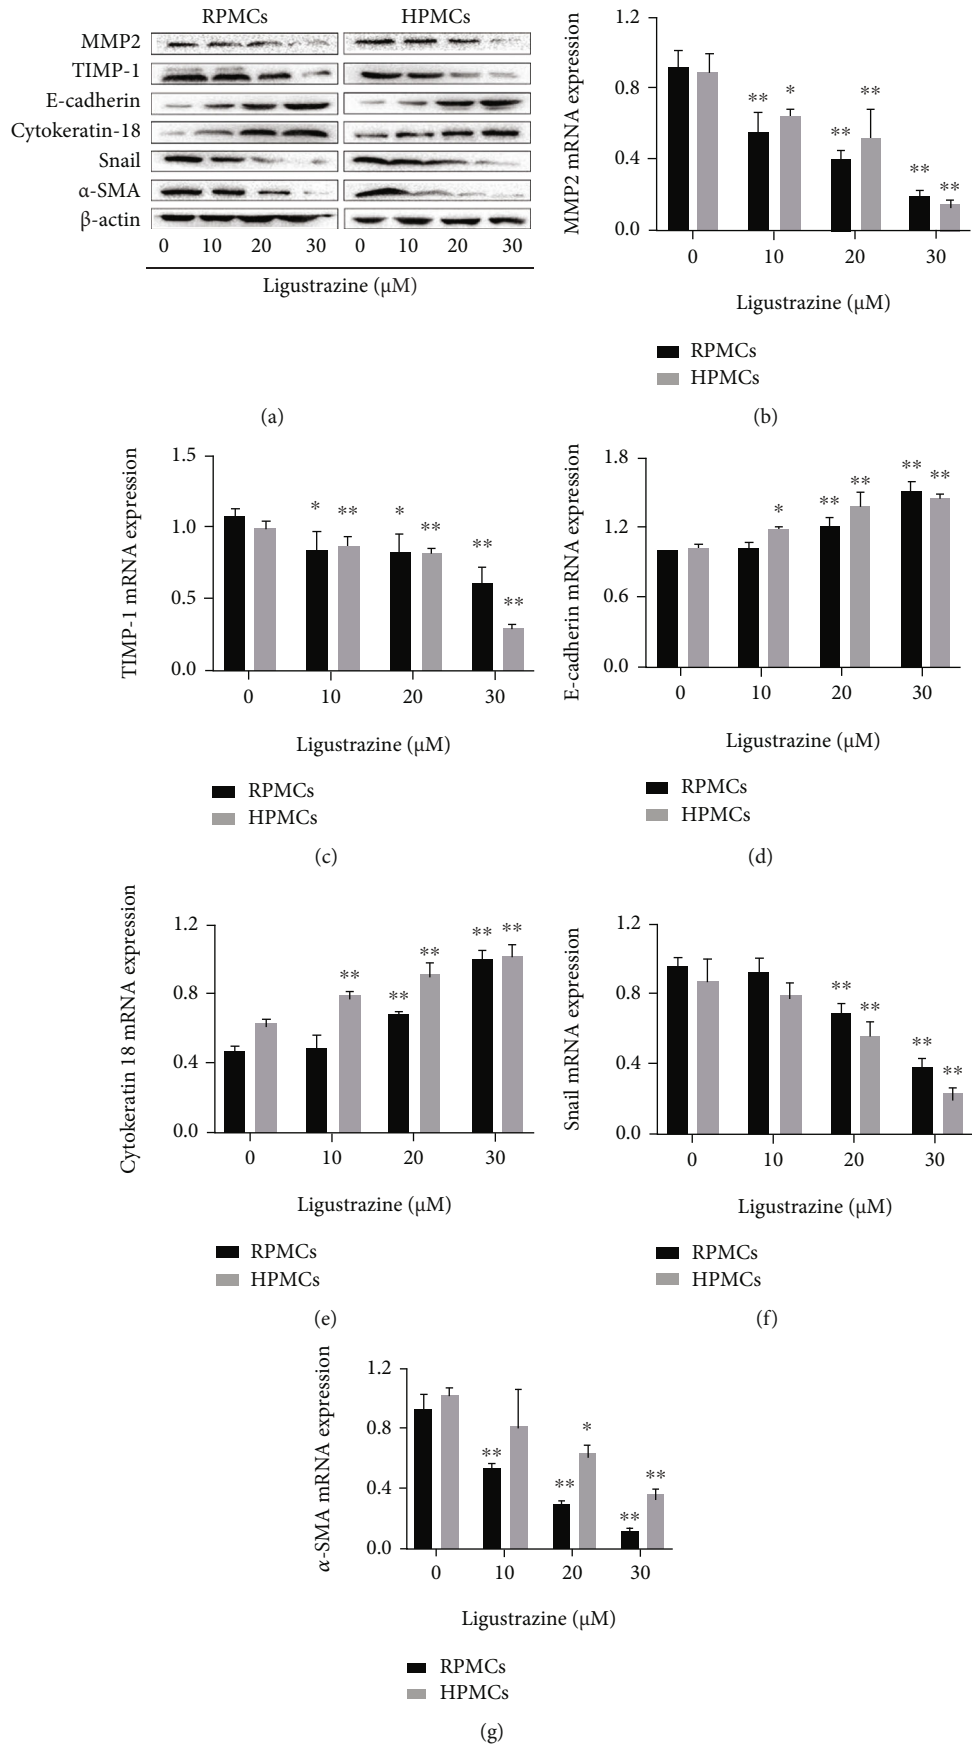 RPMCs HPMCs
MMP2
TIMP-1
E-cadherin
Cytokeratin-18
Snail
α-SMA
β-actin
0 10 20 30 0 10 20 30
Ligustrazine (μM)
(a)
MMP2 mRNA expression
1.2
0.8
0.4
0.0
** *
** **
** **
0 10 20 30
Ligustrazine (μM)
RPMCs
HPMCs
(b)
TIMP-1 mRNA expression
1.5
1.0
0.5
0.0
* **
* **
** **
0 10 20 30
Ligustrazine (μM)
RPMCs
HPMCs
(c)
E-cadherin mRNA expression
1.8
1.2
0.6
0.0
*
** **
** **
0 10 20 30
Ligustrazine (μM)
RPMCs
HPMCs
(d)
Cytokeratin 18 mRNA expression
1.2
0.8
0.4
0.0
**
** **
** **
0 10 20 30
Ligustrazine (μM)
RPMCs
HPMCs
(e)
Snail mRNA expression
1.2
0.8
0.4
0.0
** **
** **
0 10 20 30
Ligustrazine (μM)
RPMCs
HPMCs
(f)
α-SMA mRNA expression
1.2
0.8
0.4
0.0
**
** *
** **
0 10 20 30
Ligustrazine (μM)
RPMCs
HPMCs
(g)